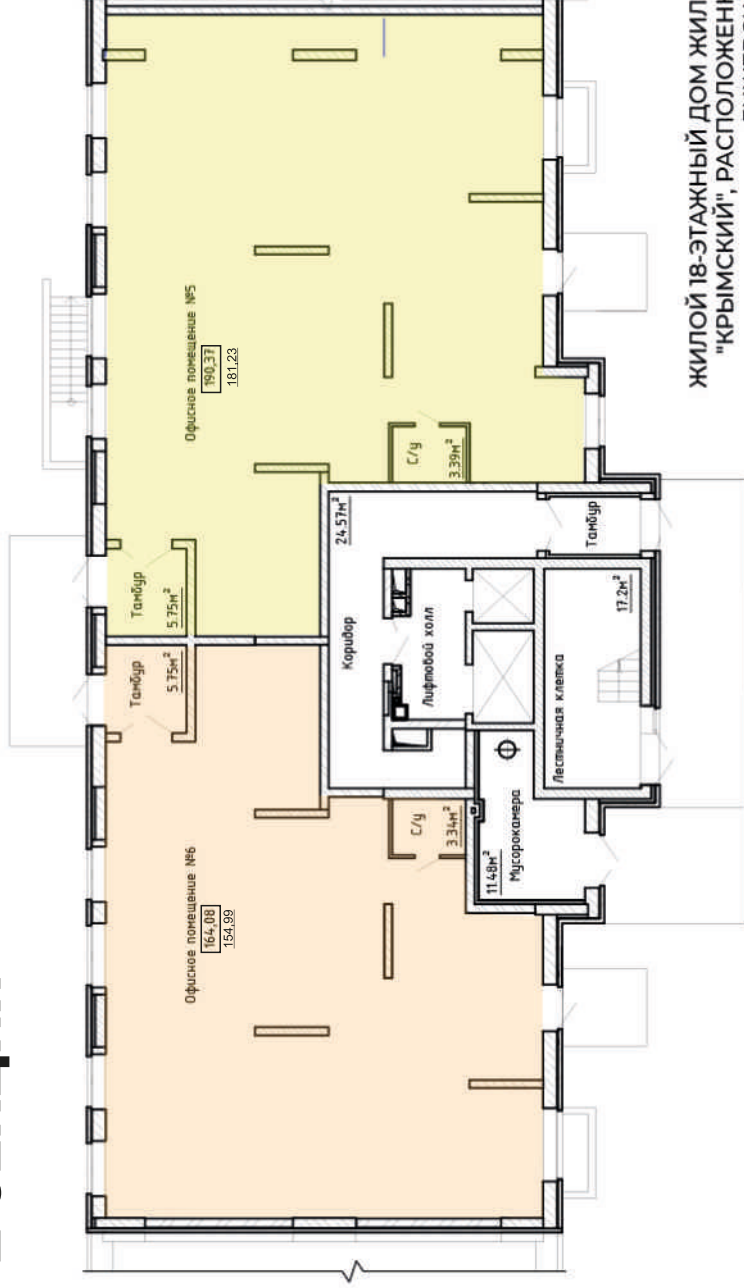 Офисное помещение №6
164,08
154,99
Тамбур
5.75м²
С/у
3.34м²
11.48м²
Мусорокамера
Офисное помещение №5
190,37
181,23
Тамбур
5.75м²
С/у
3.39м²
Коридор
24.57м²
Лифтовой холл
Лестничная клетка
17.2м²
Тамбур
ЖИЛОЙ 18-ЭТАЖНЫЙ ДОМ
"КРЫМСКИЙ",